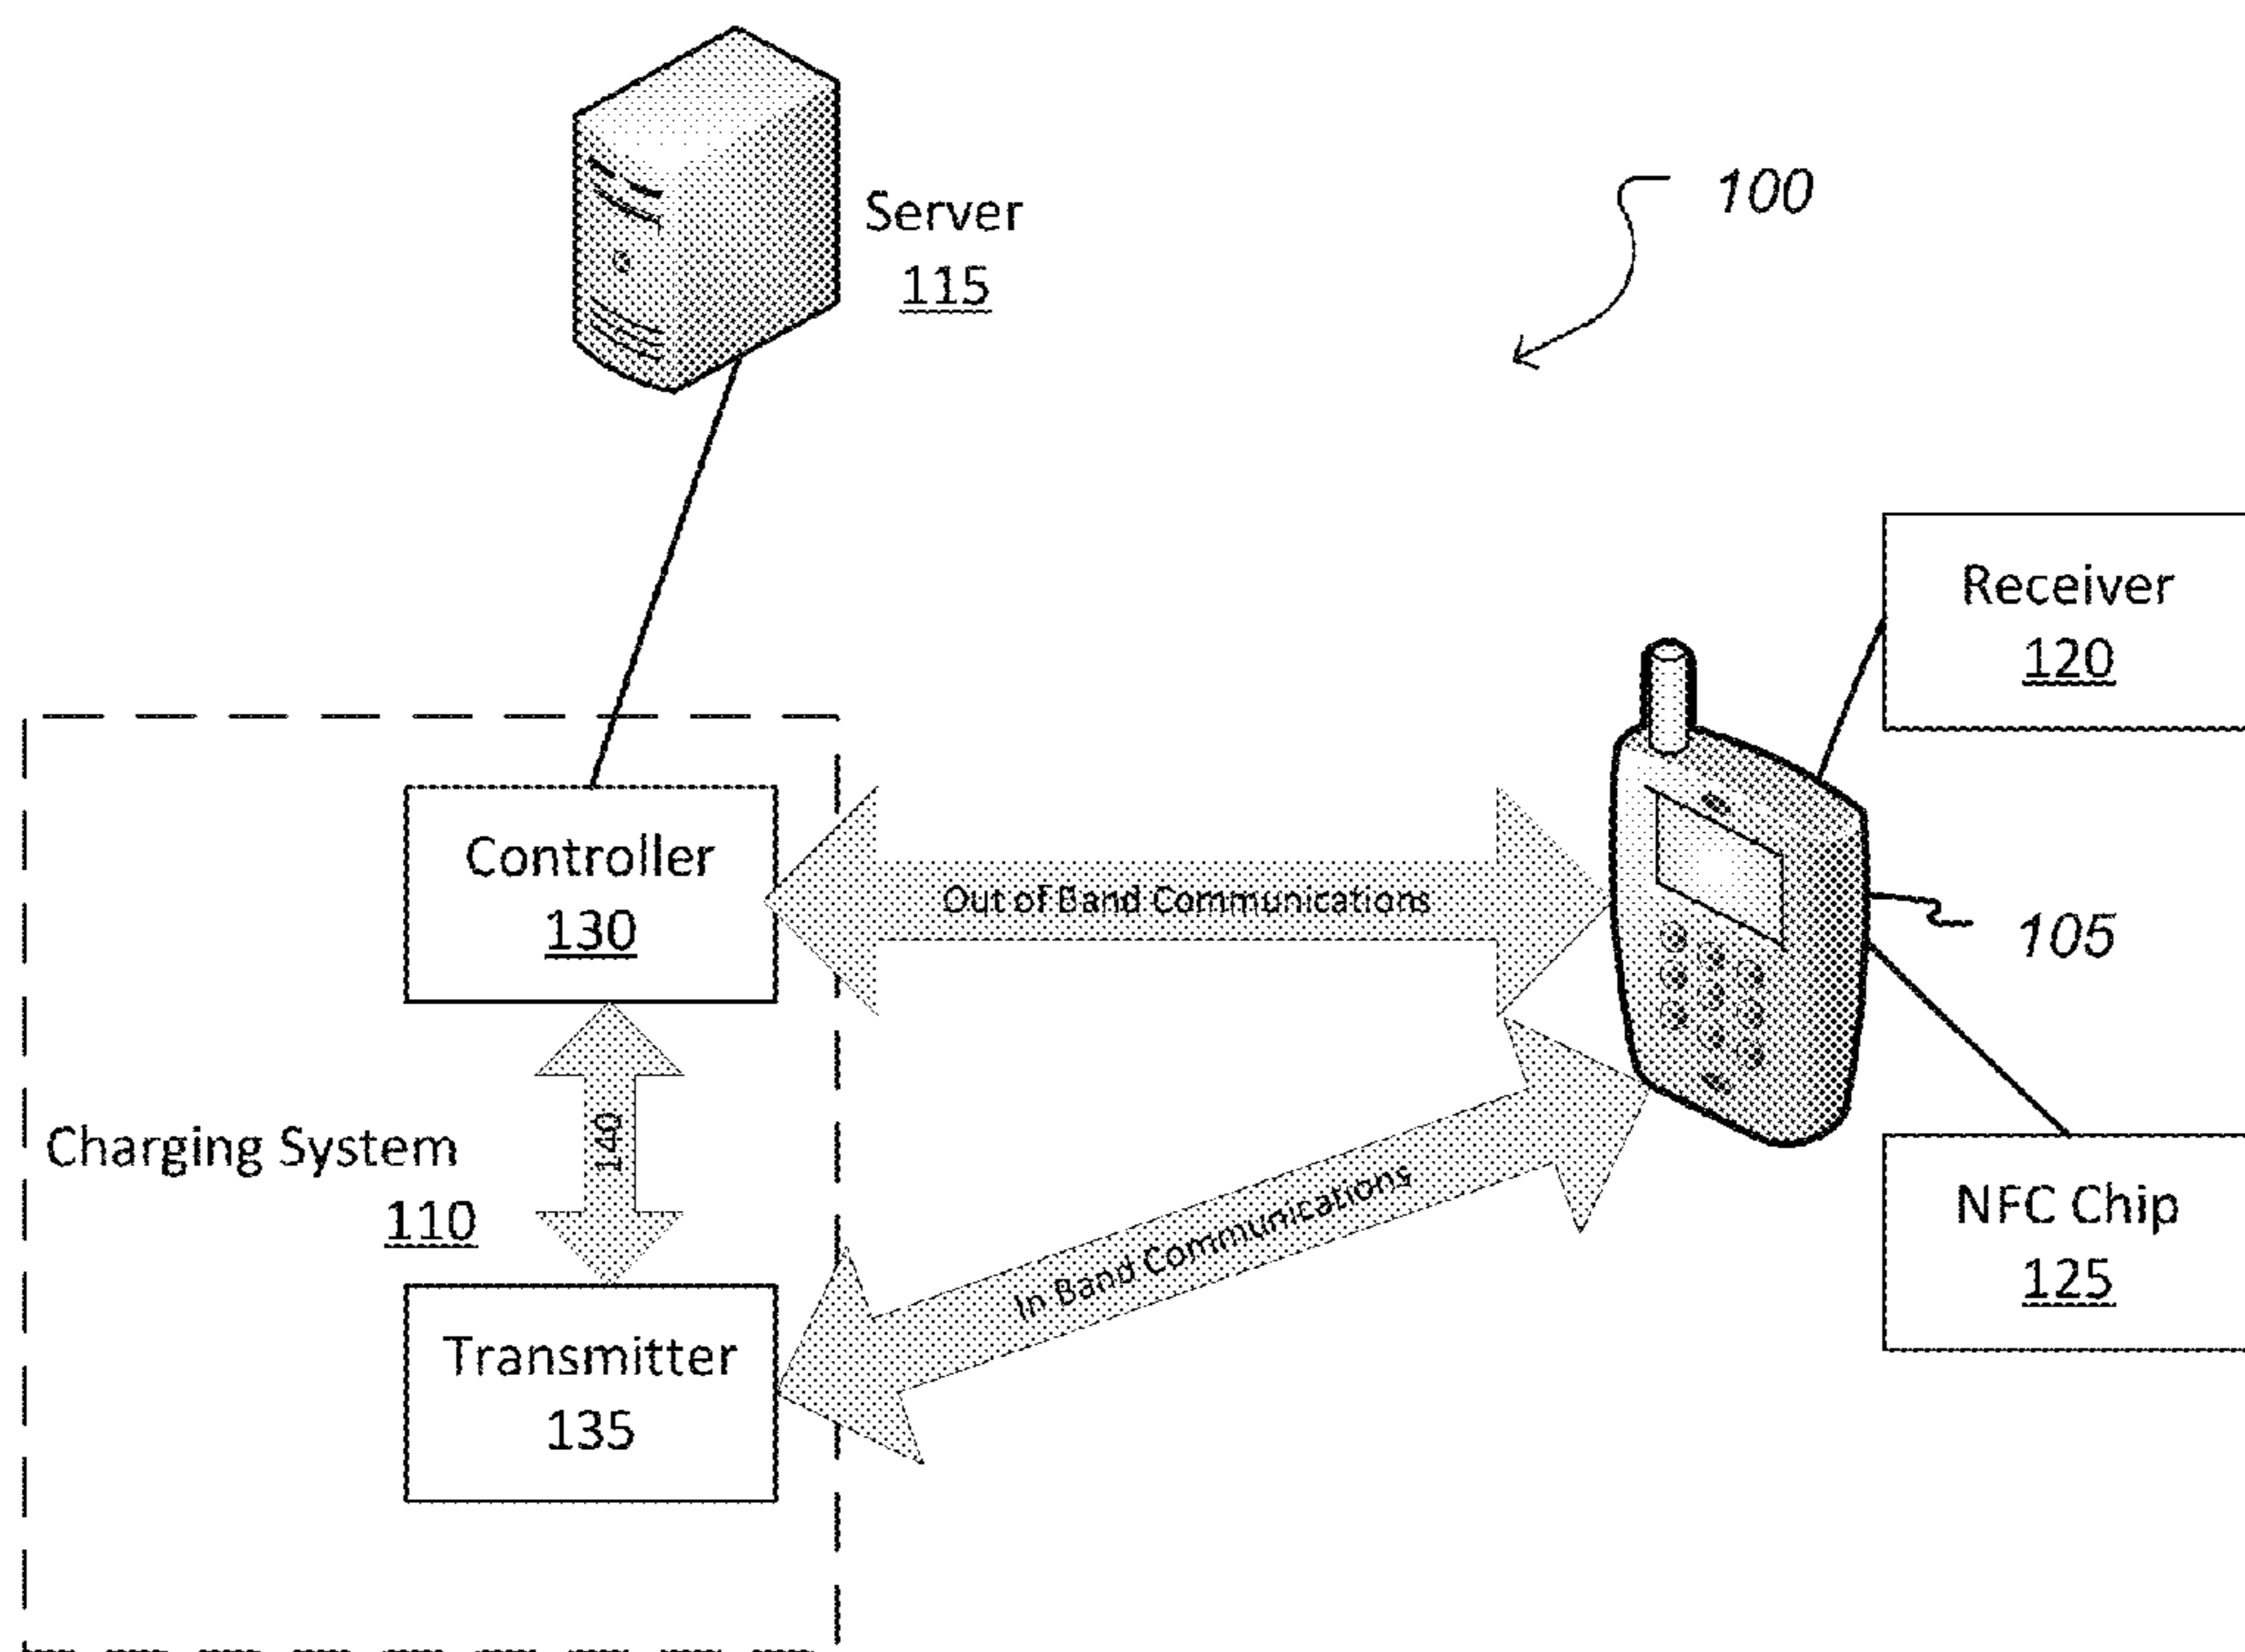 Server
115
100
Receiver
120
Controller
130
Out of Band Communications
105
140
Charging System
110
In Band Communications
NFC Chip
125
Transmitter
135